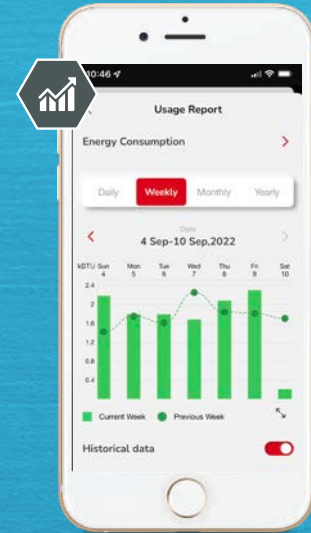 10:46
Usage Report
Energy Consumption
Daily Weekly Monthly Yearly
Date
4 Sep-10 Sep,2022
kBTU Sun Mon Tue Wed Thu Fri Sat
4 5 6 7 8 9 10
2.4
2
1.6
1.2
0.8
0.4
Current Week Previous Week
Historical data